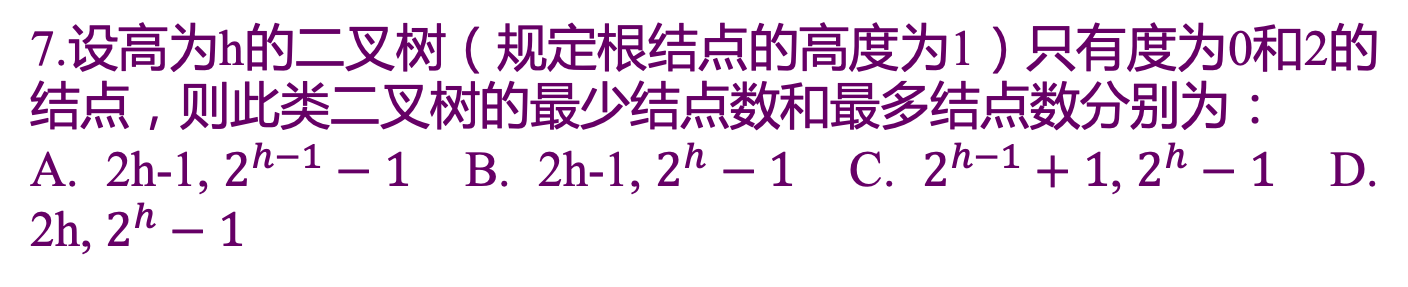 7.设高为h的二叉树（规定根结点的高度为1）只有度为0和2的
结点，则此类二叉树的最少结点数和最多结点数分别为：
A. 2h-1, $2^{h-1}-1$ B. 2h-1, $2^h-1$ C. $2^{h-1}+1, 2^h-1$ D.
2h, $2^h-1$